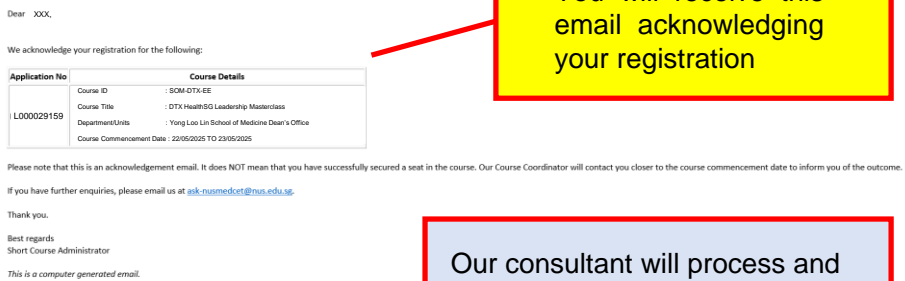 Dear XXX,
You will receive this
email acknowledging
your registration
We acknowledge your registration for the following:
Application No Course Details
L000029159
Course ID : SOM-DTX-EE
Course Title : DTX HealthSG Leadership Masterclass
Department/Units : Yong Loo Lin School of Medicine Dean's Office
Course Commencement Date : 22/05/2025 TO 23/05/2025
Please note that this is an acknowledgement email. It does NOT mean that you have successfully secured a seat in the course. Our Course Coordinator will contact you closer to the course commencement date to inform you of the outcome.
If you have further enquiries, please email us at ask-nusmedcet@nus.edu.sg.
Thank you.
Best regards
Short Course Administrator
This is a computer generated email.
Our consultant will process and